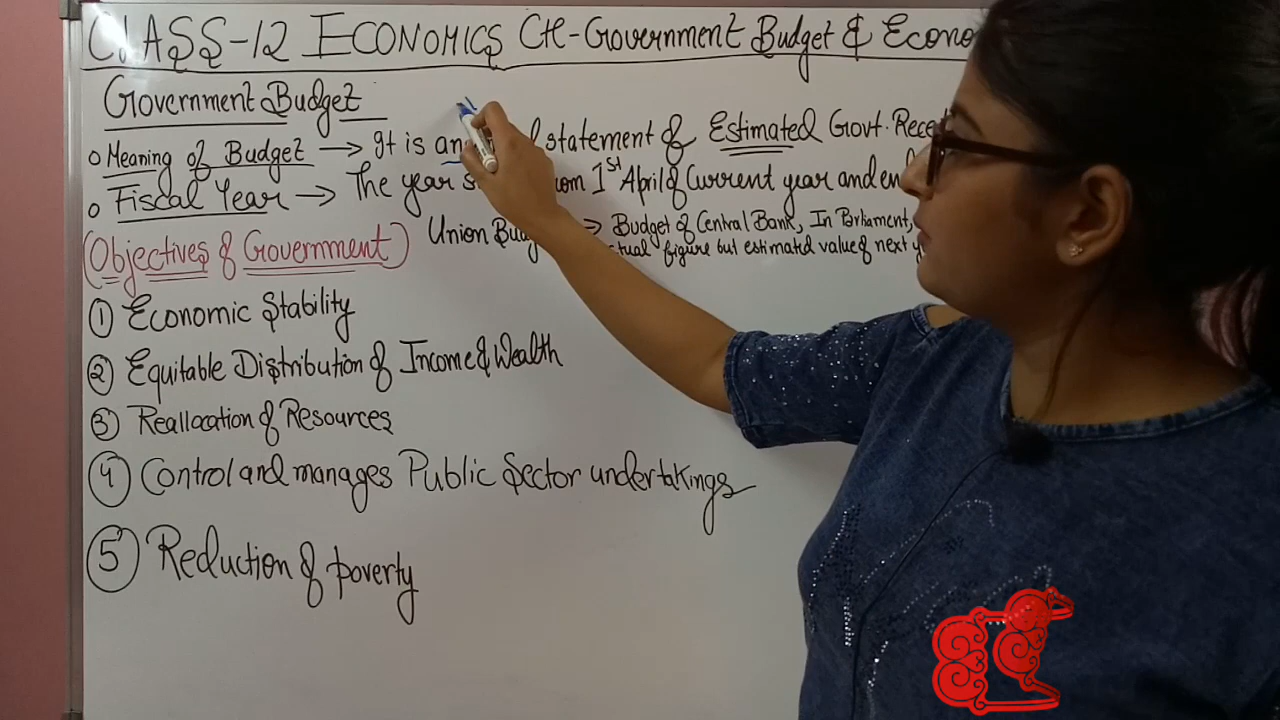 CLASS-12 ECONOMICS CH-Government Budget & Econo
Government Budget
Meaning of Budget → It is an statement of Estimated Govt. Rece
Fiscal Year → The year from 1st April of Current year and en
Objectives of Government
Union Bud → Budget of Central Bank, In Parliament,
figure but estimated value of next
1 Economic Stability
2 Equitable Distribution of Income & Wealth
3 Reallocation of Resources
4 Control and manages Public Sector undertakings
5 Reduction of poverty